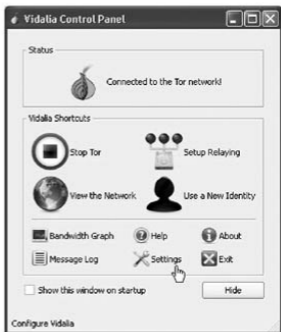 Vidalia Control Panel
Status
Connected to the Tor network!
Vidalia Shortcuts
Stop Tor
Setup Relaying
View the Network
Use a New Identity
Bandwidth Graph
Help
About
Message Log
Settings
Exit
Show this window on startup
Hide
Configure Vidalia